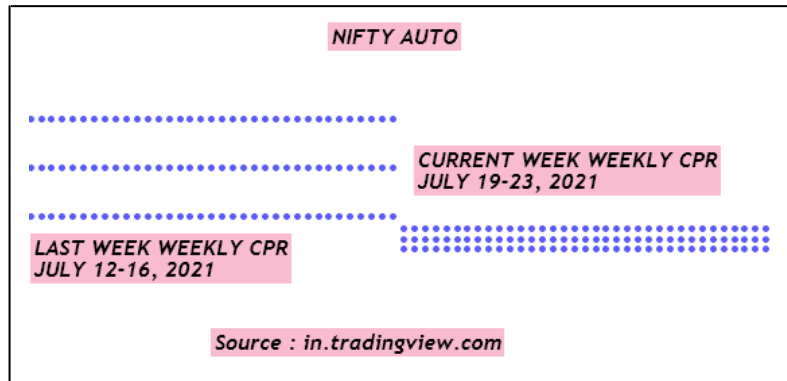 NIFTY AUTO
CURRENT WEEK WEEKLY CPR
JULY 19-23, 2021
LAST WEEK WEEKLY CPR
JULY 12-16, 2021
Source : in.tradingview.com